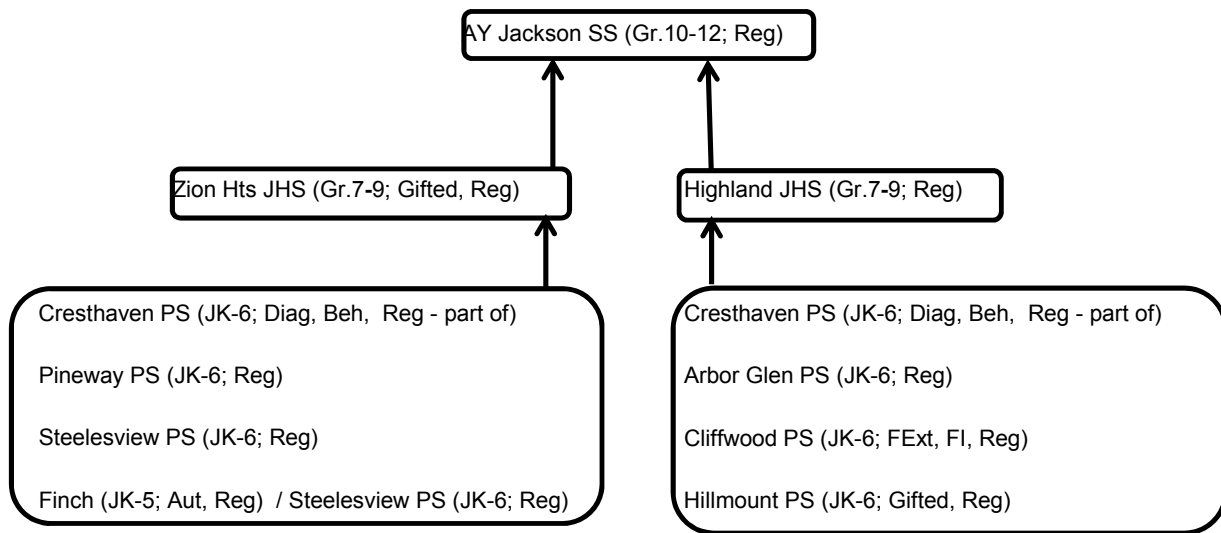 AY Jackson SS (Gr.10-12; Reg)
Zion Hts JHS (Gr.7-9; Gifted, Reg)
Highland JHS (Gr.7-9; Reg)
Cresthaven PS (JK-6; Diag, Beh, Reg - part of)
Pineway PS (JK-6; Reg)
Steelesview PS (JK-6; Reg)
Finch (JK-5; Aut, Reg) / Steelesview PS (JK-6; Reg)
Cresthaven PS (JK-6; Diag, Beh, Reg - part of)
Arbor Glen PS (JK-6; Reg)
Cliffwood PS (JK-6; FExt, FI, Reg)
Hillmount PS (JK-6; Gifted, Reg)